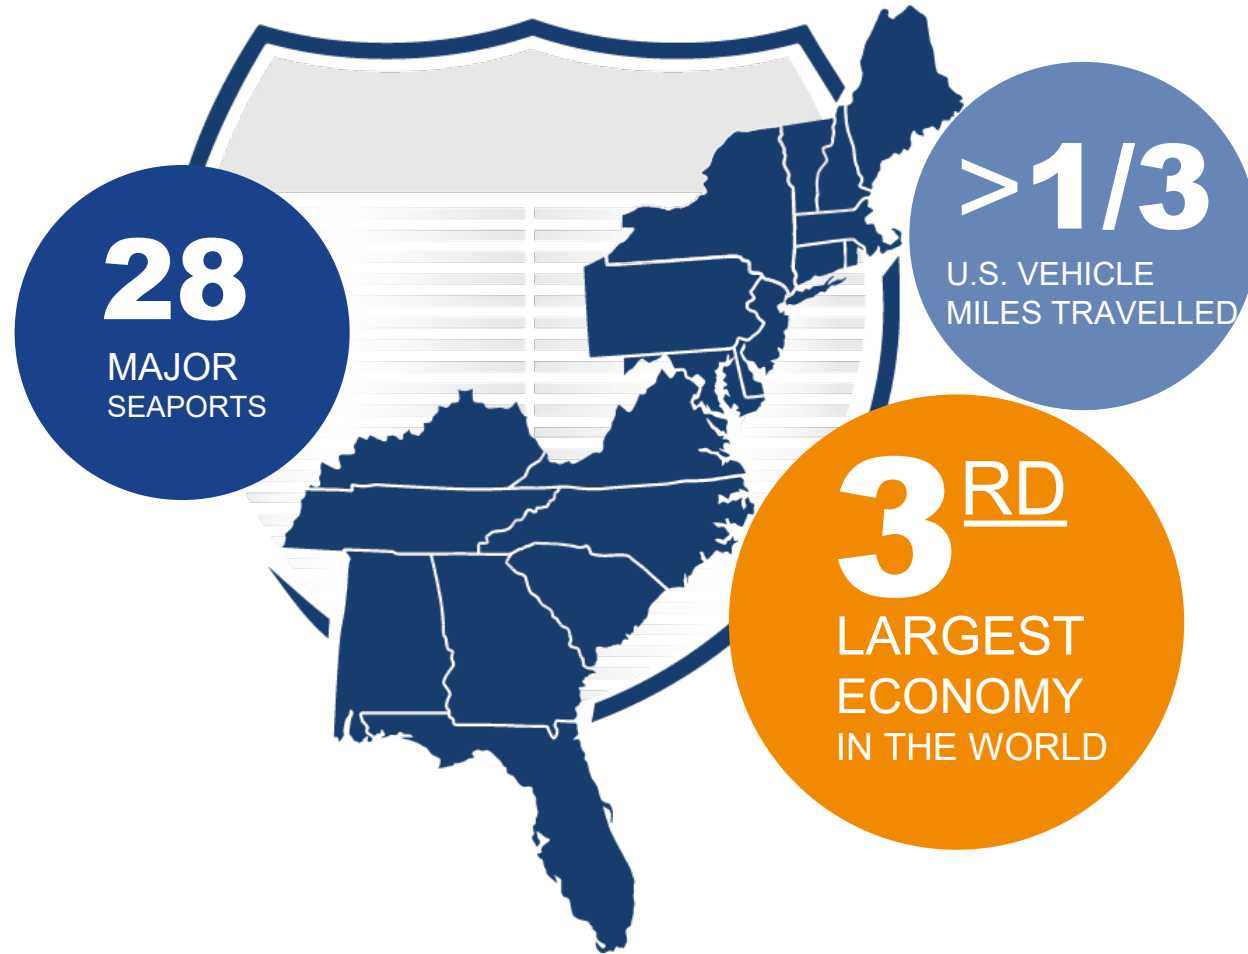 28
MAJOR
SEAPORTS
>1/3
U.S. VEHICLE
MILES TRAVELLED
3RD
LARGEST
ECONOMY
IN THE WORLD